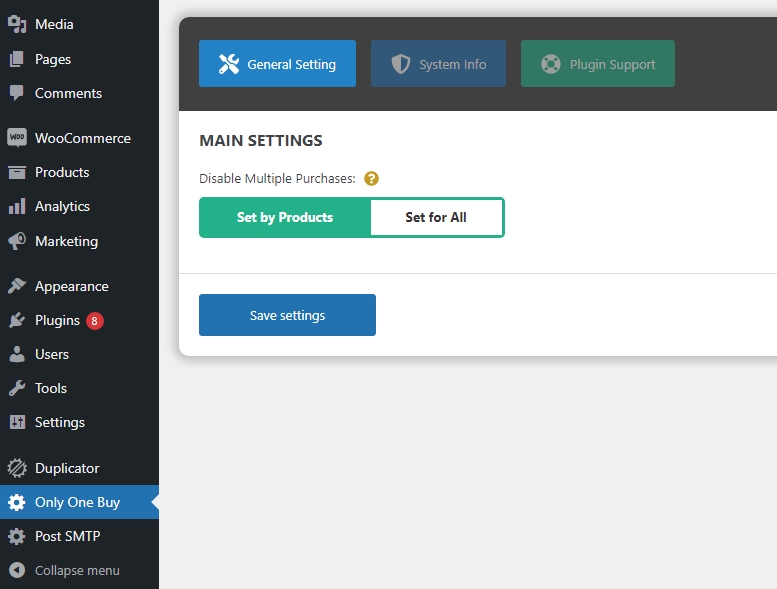 Media
Pages
Comments
WOO WooCommerce
Products
Analytics
Marketing
Appearance
Plugins 8
Users
Tools
Settings
Duplicator
Only One Buy
Post SMTP
Collapse menu
General Setting System Info Plugin Support
MAIN SETTINGS
Disable Multiple Purchases: ?
Set by Products Set for All
Save settings